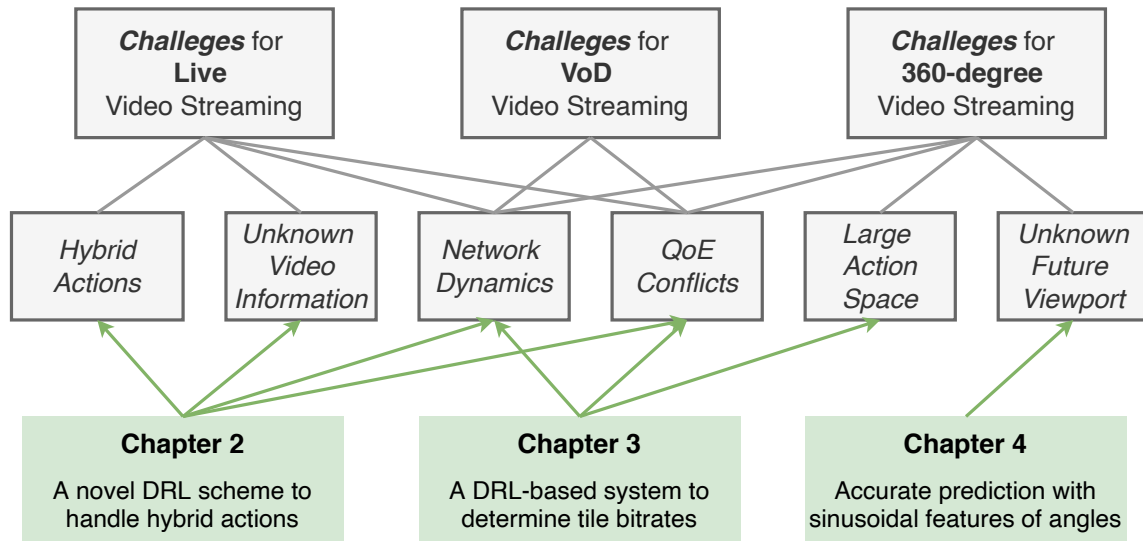 Challeges for
Live
Video Streaming
Challeges for
VoD
Video Streaming
Challeges for
360-degree
Video Streaming
Hybrid
Actions
Unknown
Video
Information
Network
Dynamics
QoE
Conflicts
Large
Action
Space
Unknown
Future
Viewport
Chapter 2
A novel DRL scheme to
handle hybrid actions
Chapter 3
A DRL-based system to
determine tile bitrates
Chapter 4
Accurate prediction with
sinusoidal features of angles